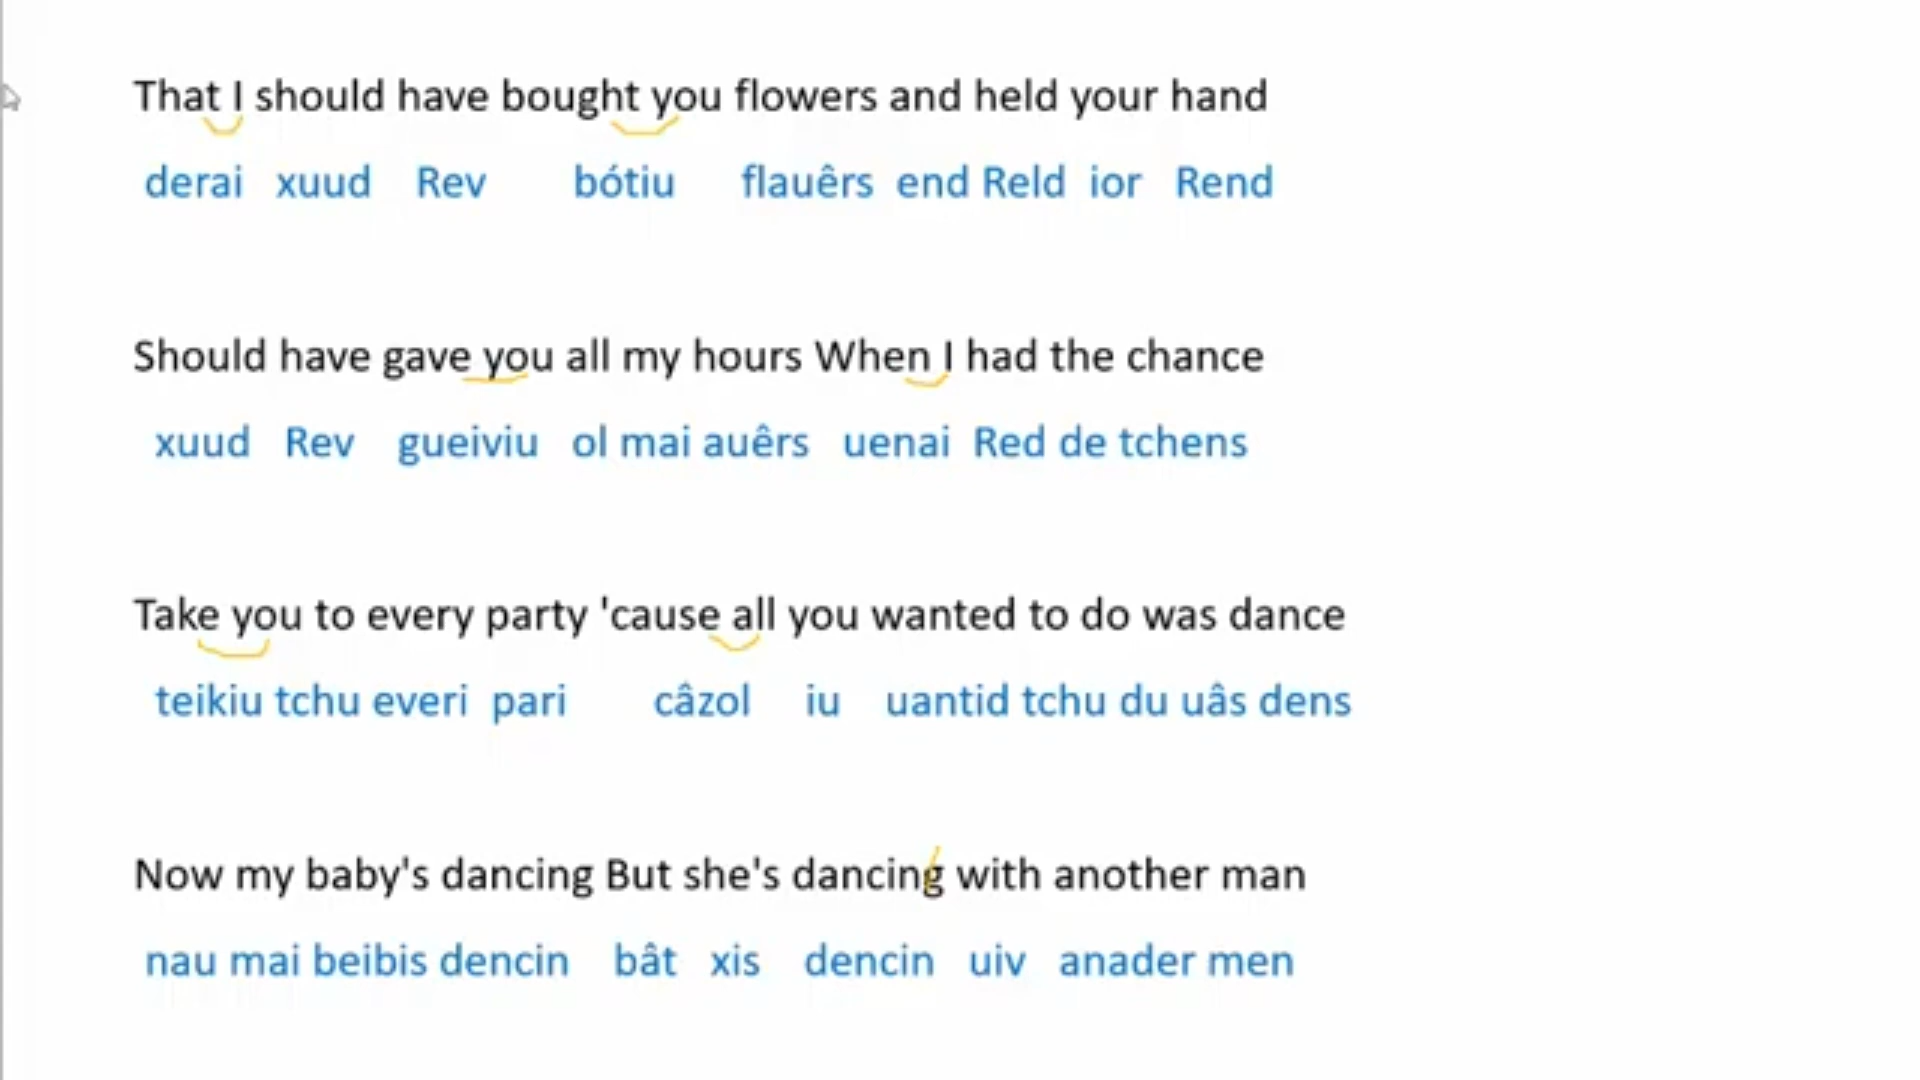 That I should have bought you flowers and held your hand
derai xuud Rev bótiu flauêrs end Reld ior Rend
Should have gave you all my hours When I had the chance
xuud Rev gueiviu ol mai auêrs uenai Red de tchens
Take you to every party 'cause all you wanted to do was dance
teikiu tchu everi pari câzol iu uantid tchu du uâs dens
Now my baby's dancing But she's dancing with another man
nau mai beibis dencin bât xis dencin uiv anader men